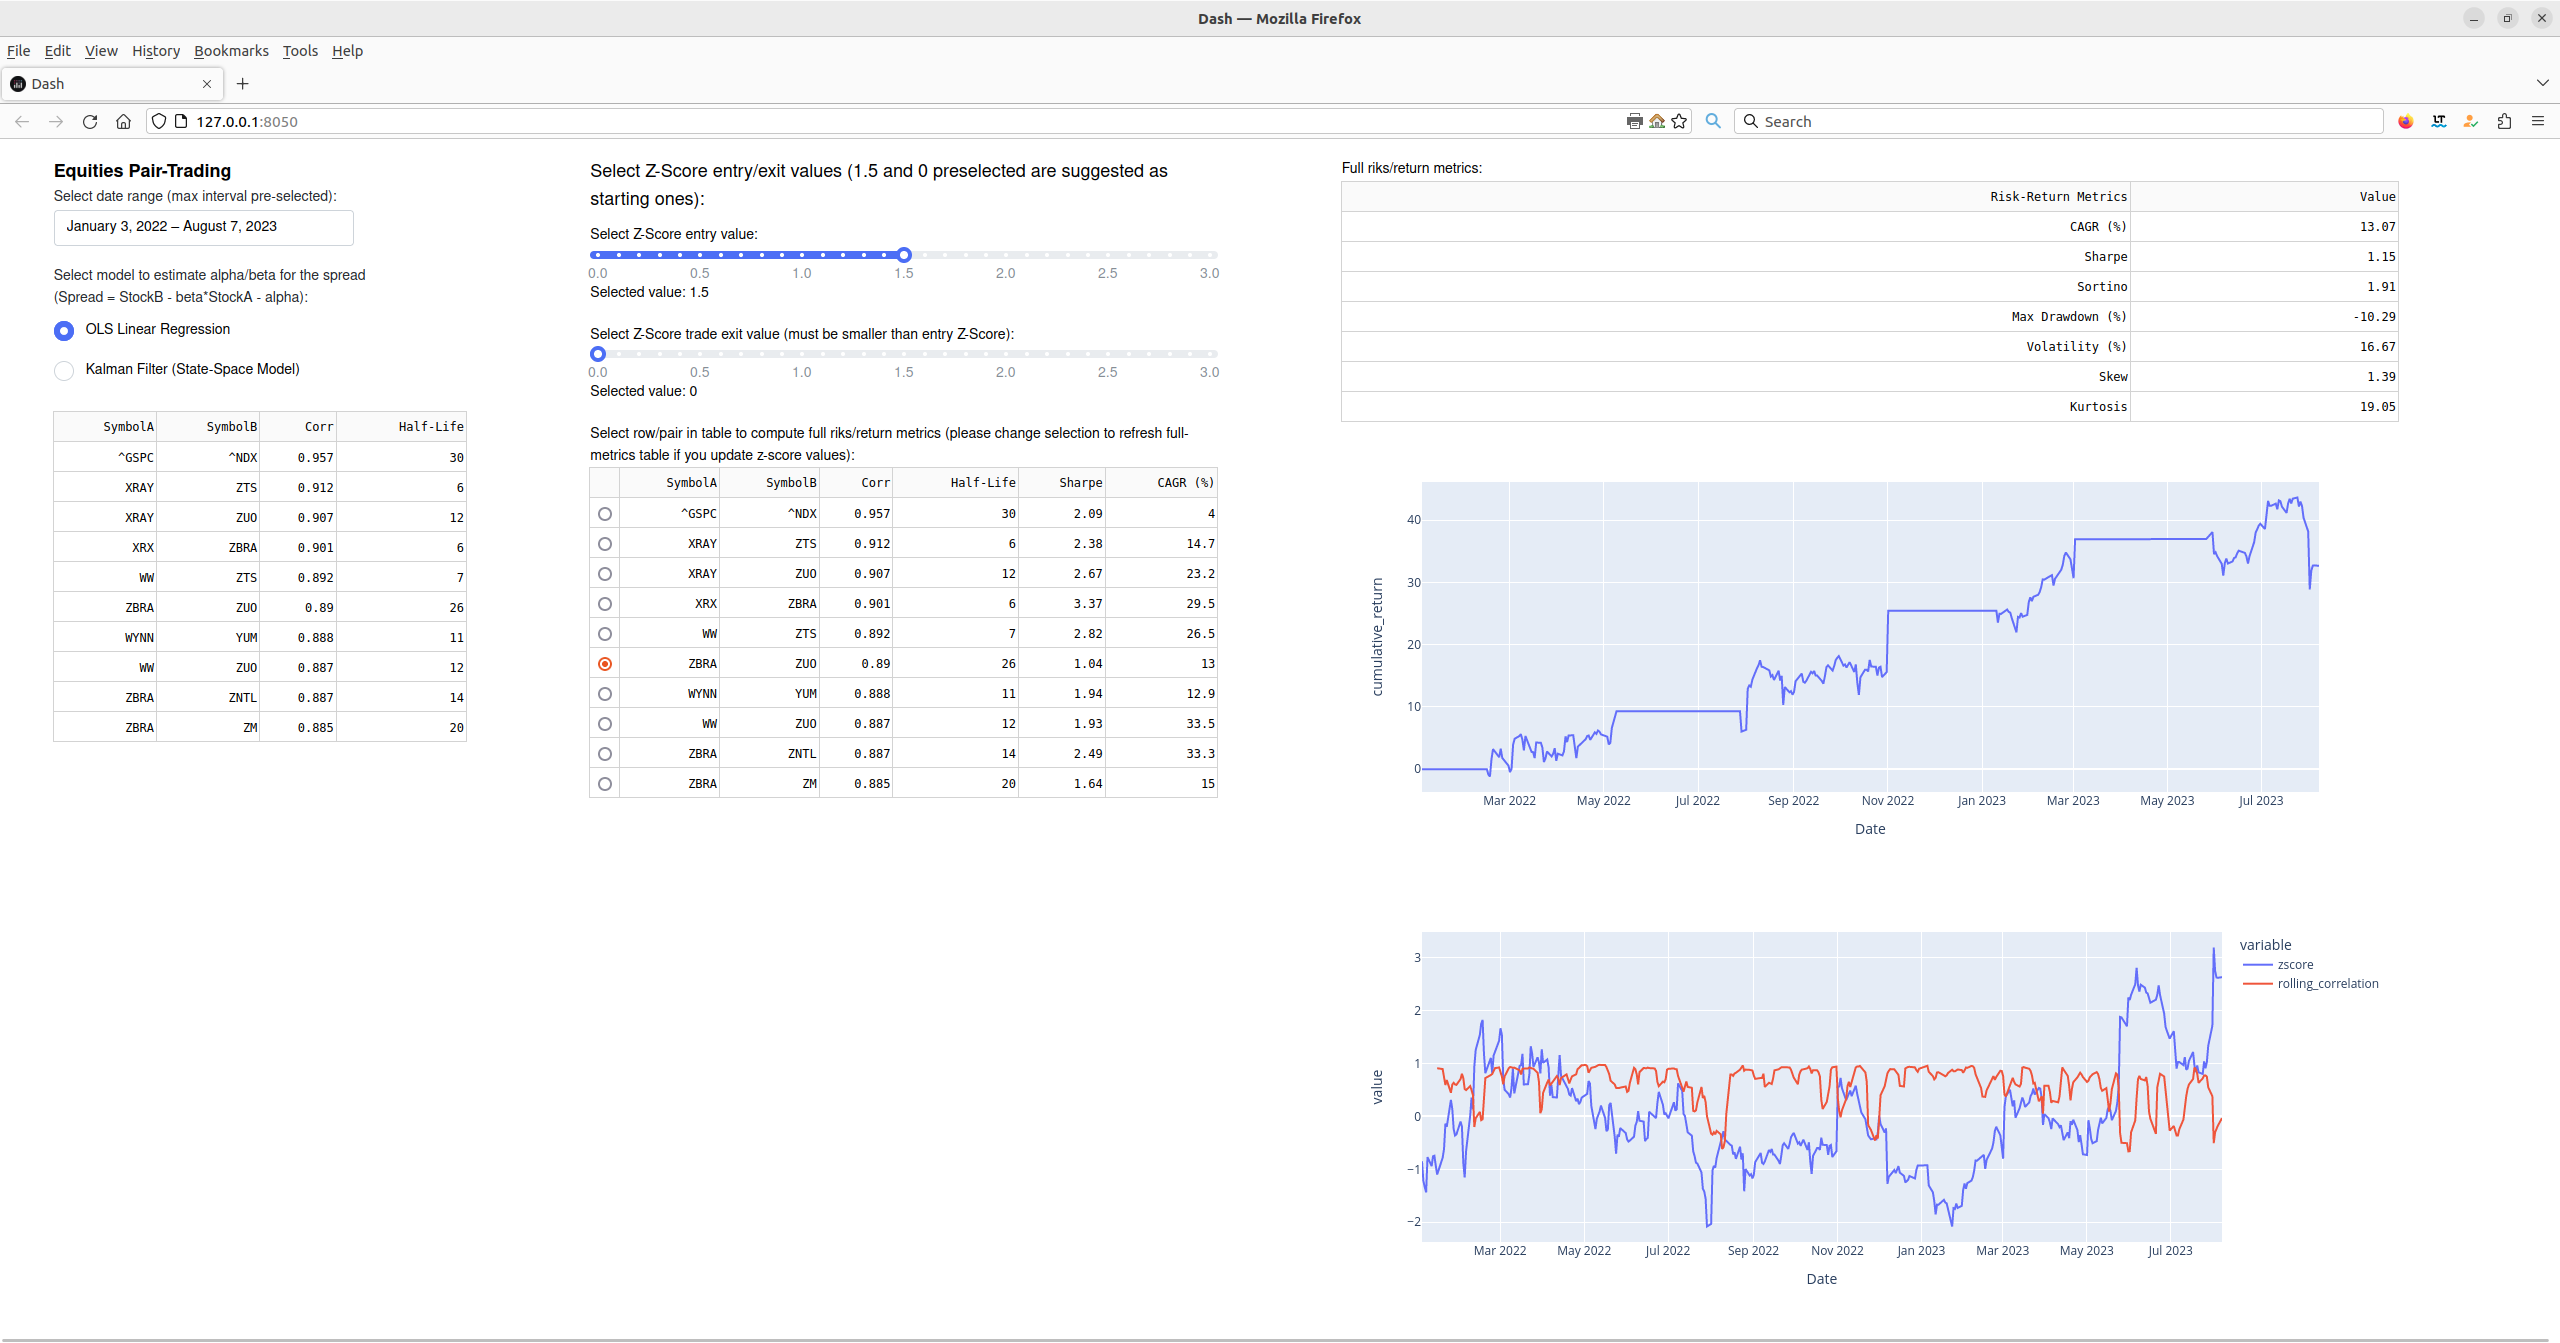 Dash — Mozilla Firefox
File Edit View History Bookmarks Tools Help
Dash
127.0.0.1:8050
Search
Equities Pair-Trading
Select date range (max interval pre-selected):
January 3, 2022 – August 7, 2023
Select model to estimate alpha/beta for the spread
(Spread = StockB - beta*StockA - alpha):
OLS Linear Regression
Kalman Filter (State-Space Model)
SymbolA SymbolB Corr Half-Life
^GSPC ^NDX 0.957 30
XRAY ZTS 0.912 6
XRAY ZUO 0.907 12
XRX ZBRA 0.901 6
WW ZTS 0.892 7
ZBRA ZUO 0.89 26
WYNN YUM 0.888 11
WW ZUO 0.887 12
ZBRA ZNTL 0.887 14
ZBRA ZM 0.885 20
Select Z-Score entry/exit values (1.5 and 0 preselected are suggested as
starting ones):
Select Z-Score entry value:
0.0 0.5 1.0 1.5 2.0 2.5 3.0
Selected value: 1.5
Select Z-Score trade exit value (must be smaller than entry Z-Score):
0.0 0.5 1.0 1.5 2.0 2.5 3.0
Selected value: 0
Select row/pair in table to compute full riks/return metrics (please change selection to refresh full-
metrics table if you update z-score values):
SymbolA SymbolB Corr Half-Life Sharpe CAGR (%)
^GSPC ^NDX 0.957 30 2.09 4
XRAY ZTS 0.912 6 2.38 14.7
XRAY ZUO 0.907 12 2.67 23.2
XRX ZBRA 0.901 6 3.37 29.5
WW ZTS 0.892 7 2.82 26.5
ZBRA ZUO 0.89 26 1.04 13
WYNN YUM 0.888 11 1.94 12.9
WW ZUO 0.887 12 1.93 33.5
ZBRA ZNTL 0.887 14 2.49 33.3
ZBRA ZM 0.885 20 1.64 15
Full riks/return metrics:
Risk-Return Metrics Value
CAGR (%) 13.07
Sharpe 1.15
Sortino 1.91
Max Drawdown (%) -10.29
Volatility (%) 16.67
Skew 1.39
Kurtosis 19.05
cumulative_return
40
30
20
10
0
Mar 2022 May 2022 Jul 2022 Sep 2022 Nov 2022 Jan 2023 Mar 2023 May 2023 Jul 2023
Date
value
3
2
1
0
−1
−2
Mar 2022 May 2022 Jul 2022 Sep 2022 Nov 2022 Jan 2023 Mar 2023 May 2023 Jul 2023
Date
variable
zscore
rolling_correlation